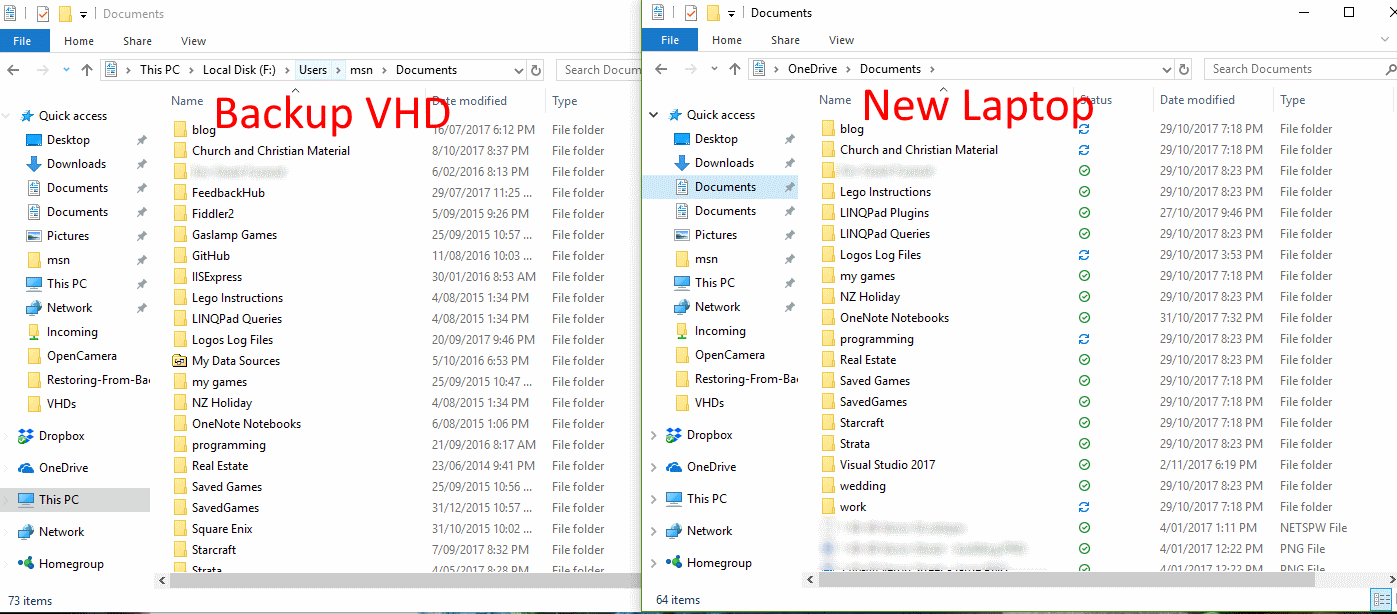 Documents
File Home Share View
This PC Local Disk (F:) Users msn Documents Search Docum
Backup VHD
Name Date modified Type
Quick access
Desktop
Downloads
Documents
Documents
Pictures
msn
This PC
Network
Incoming
OpenCamera
Restoring-From-Ba
VHDs
Dropbox
OneDrive
This PC
Network
Homegroup
blog 16/07/2017 6:12 PM File folder
Church and Christian Material 8/10/2017 8:37 PM File folder
6/02/2016 8:13 PM File folder
FeedbackHub 29/07/2017 11:25 ... File folder
Fiddler2 5/09/2015 9:26 PM File folder
Gaslamp Games 25/09/2015 10:57 ... File folder
GitHub 11/08/2016 10:03 ... File folder
IISExpress 30/01/2016 8:53 AM File folder
Lego Instructions 4/08/2015 1:34 PM File folder
LINQPad Queries 4/08/2015 1:34 PM File folder
Logos Log Files 20/09/2017 9:46 PM File folder
My Data Sources 5/10/2016 6:53 PM File folder
my games 25/09/2015 10:47 ... File folder
NZ Holiday 4/08/2015 1:34 PM File folder
OneNote Notebooks 6/08/2015 1:06 PM File folder
programming 21/09/2016 8:17 AM File folder
Real Estate 23/06/2014 9:41 PM File folder
Saved Games 25/09/2015 10:56 ... File folder
SavedGames 31/12/2015 10:57 ... File folder
Square Enix 31/10/2015 10:02 ... File folder
Starcraft 7/09/2017 8:32 PM File folder
Strata 4/05/2017 8:28 PM File folder
73 items
Documents
File Home Share View
OneDrive Documents Search Documents
New Laptop
Name Status Date modified Type
Quick access
Desktop
Downloads
Documents
Documents
Pictures
msn
This PC
Network
Incoming
OpenCamera
Restoring-From-Ba
VHDs
Dropbox
OneDrive
This PC
Network
Homegroup
blog 29/10/2017 7:18 PM File folder
Church and Christian Material 29/10/2017 7:18 PM File folder
29/10/2017 8:23 PM File folder
Lego Instructions 29/10/2017 8:23 PM File folder
LINQPad Plugins 27/10/2017 9:46 PM File folder
LINQPad Queries 29/10/2017 8:23 PM File folder
Logos Log Files 29/10/2017 3:53 PM File folder
my games 29/10/2017 7:18 PM File folder
NZ Holiday 29/10/2017 8:23 PM File folder
OneNote Notebooks 31/10/2017 7:32 PM File folder
programming 29/10/2017 8:23 PM File folder
Real Estate 29/10/2017 8:23 PM File folder
Saved Games 29/10/2017 7:18 PM File folder
SavedGames 29/10/2017 7:18 PM File folder
Starcraft 29/10/2017 7:18 PM File folder
Strata 29/10/2017 8:23 PM File folder
Visual Studio 2017 2/11/2017 6:19 PM File folder
wedding 29/10/2017 8:23 PM File folder
work 29/10/2017 7:18 PM File folder
4/01/2017 1:11 PM NETSPW File
4/01/2017 12:22 PM PNG File
4/01/2017 12:22 PM PNG File
64 items